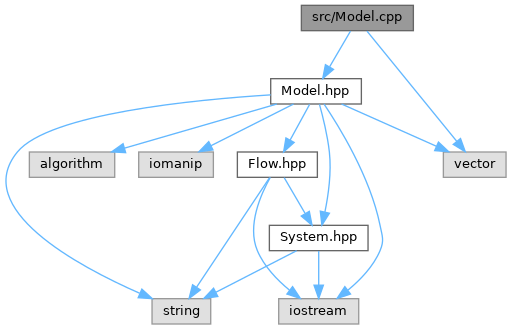 src/Model.cpp
Model.hpp
algorithm
iomanip
Flow.hpp
vector
System.hpp
string
iostream